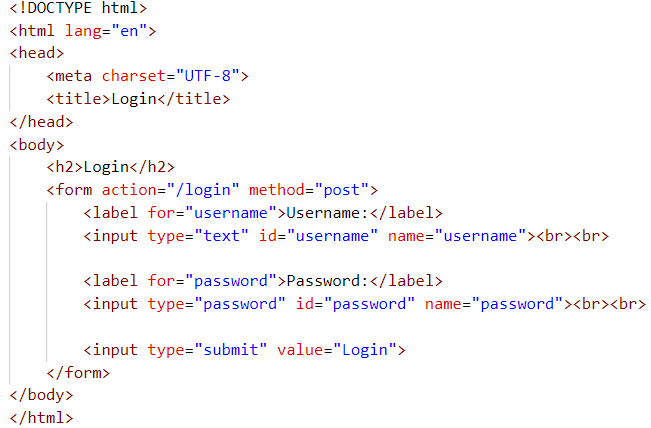 <!DOCTYPE html>
<html lang="en">
<head>
    <meta charset="UTF-8">
    <title>Login</title>
</head>
<body>
    <h2>Login</h2>
    <form action="/login" method="post">
        <label for="username">Username:</label>
        <input type="text" id="username" name="username"><br><br>

        <label for="password">Password:</label>
        <input type="password" id="password" name="password"><br><br>

        <input type="submit" value="Login">
    </form>
</body>
</html>